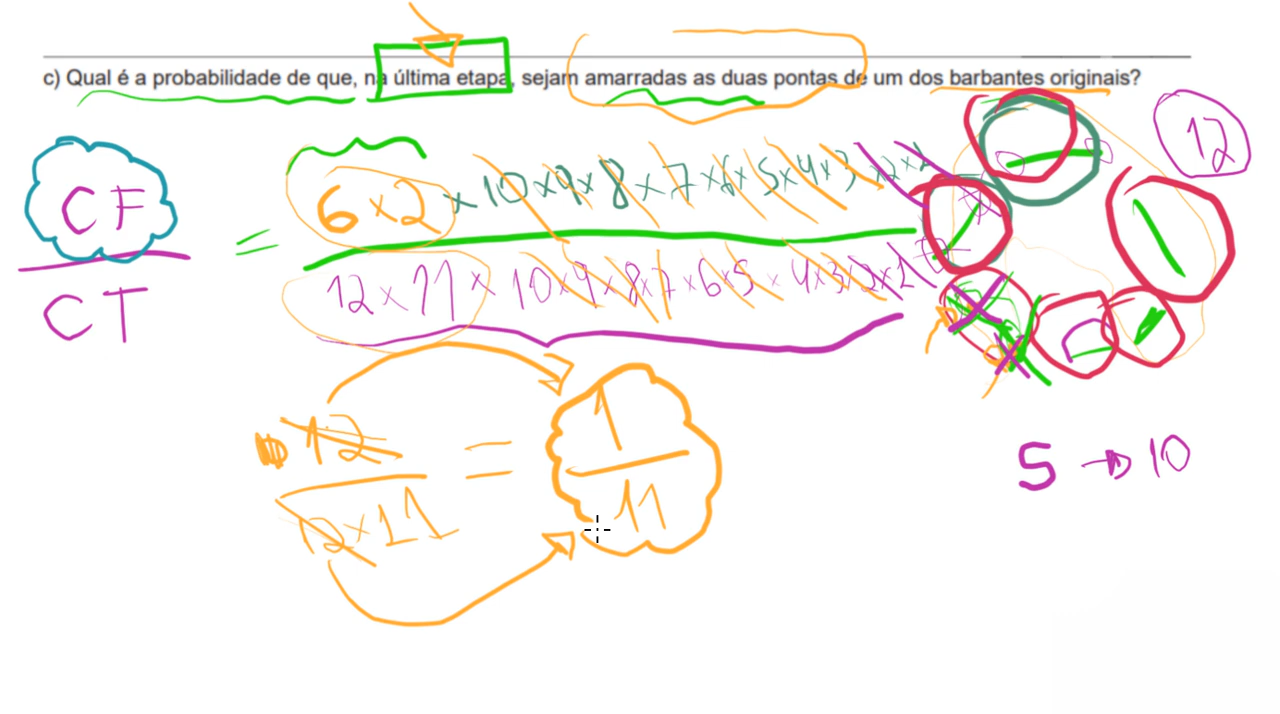 c) Qual é a probabilidade de que, na última etapa, sejam amarradas as duas pontas de um dos barbantes originais?
12
CF
CT
=
6 x 2 x 10 x 9 x 8 x 7 x 6 x 5 x 4 x 3 x 2 x 1
12 x 11 x 10 x 9 x 8 x 7 x 6 x 5 x 4 x 3 x 2 x 1
12
12 x 11
=
1
11
5 → 10